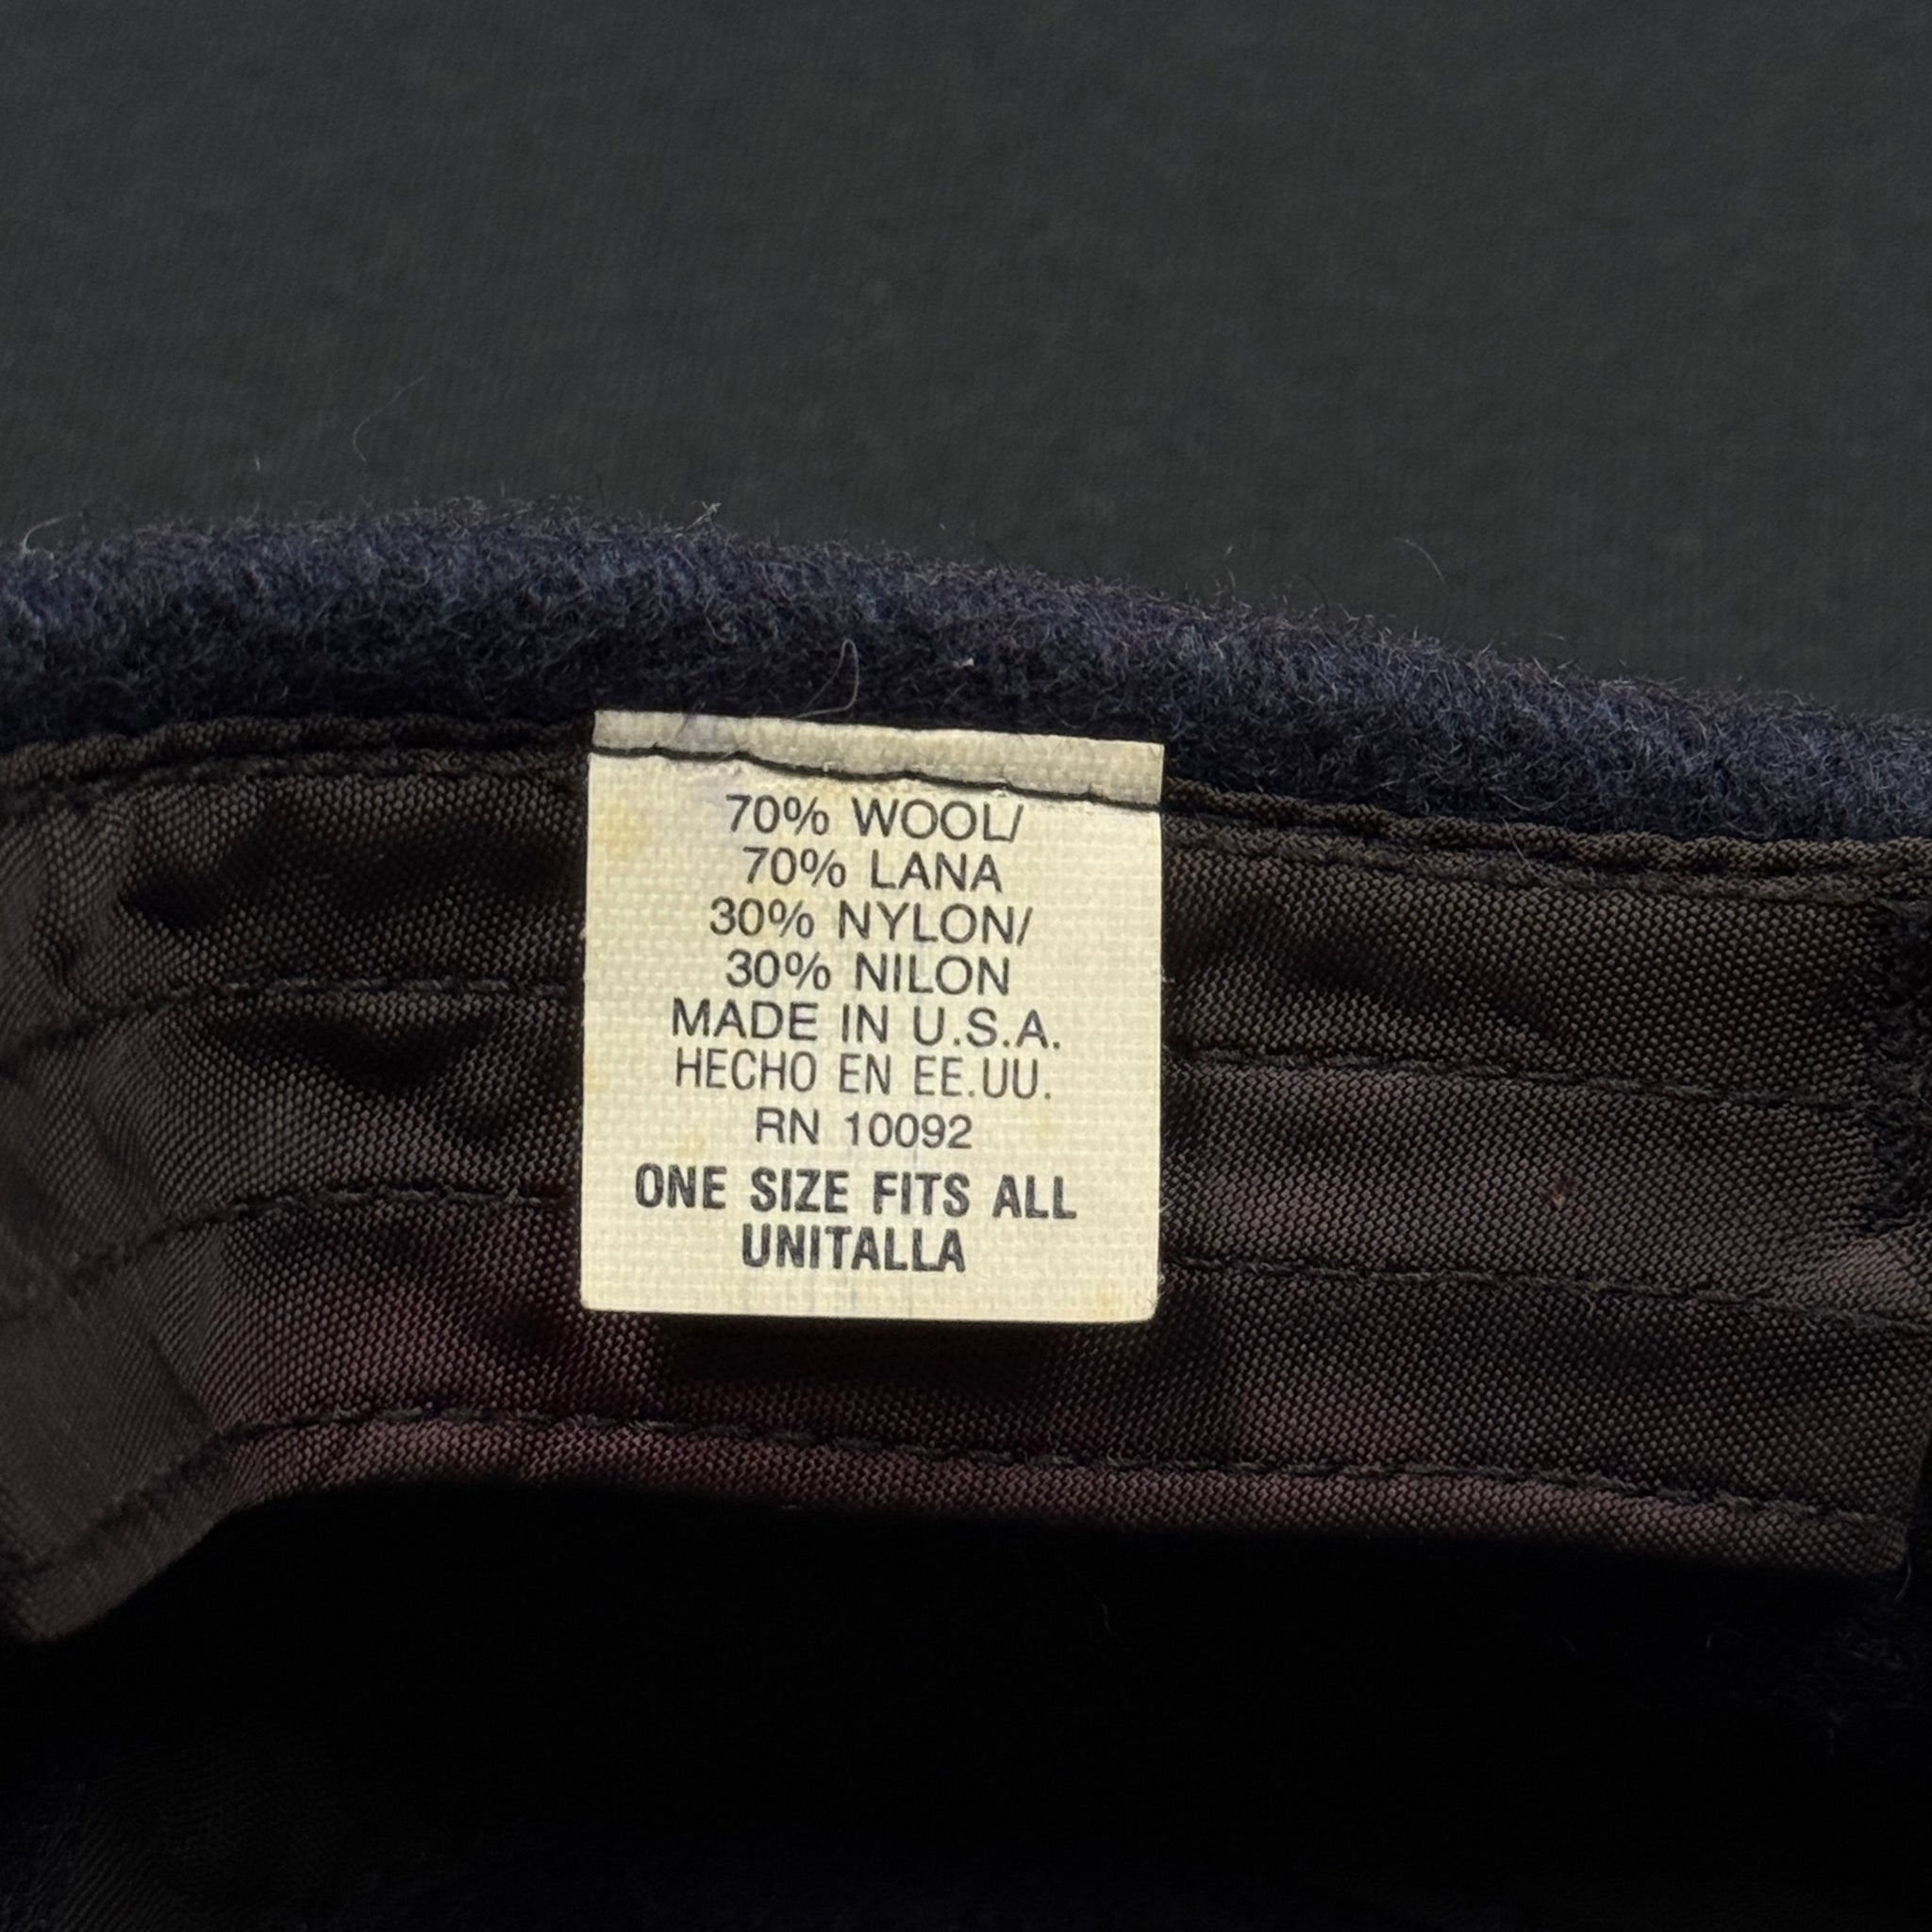 70% WOOL/
70% LANA
30% NYLON/
30% NILON
MADE IN U.S.A.
HECHO EN EE.UU.
RN 10092
ONE SIZE FITS ALL
UNITALLA